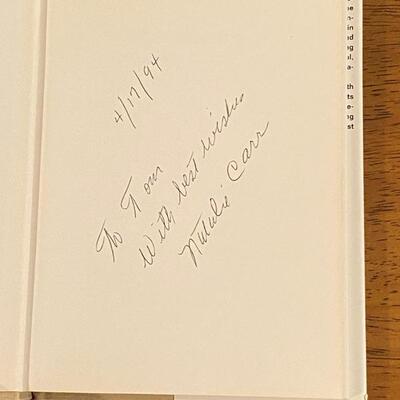 4/17/94
To Tom
With best wishes
Natalie Carr